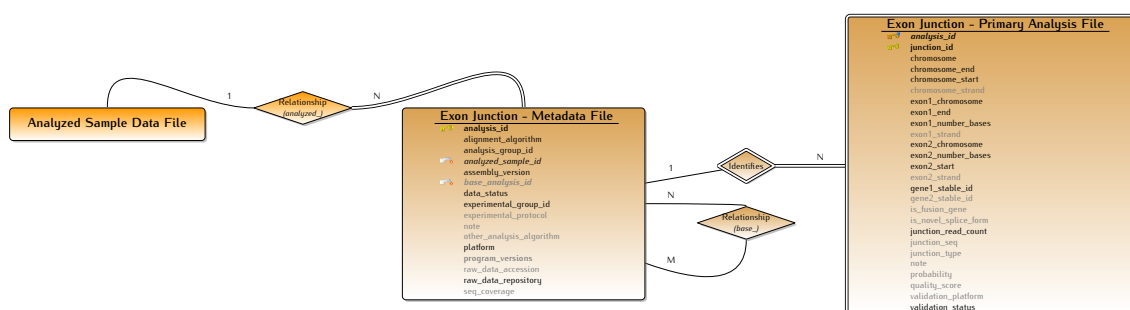 Analyzed Sample Data File
1
Relationship
(analyzed_)
N
Exon Junction - Metadata File
analysis_id
alignment_algorithm
analysis_group_id
analyzed_sample_id
assembly_version
base_analysis_id
data_status
experimental_group_id
experimental_protocol
note
other_analysis_algorithm
platform
program_versions
raw_data_accession
raw_data_repository
seq_coverage
1
Identifies
N
N
Relationship
(base_)
M
Exon Junction - Primary Analysis File
analysis_id
junction_id
chromosome
chromosome_end
chromosome_start
chromosome_strand
exon1_chromosome
exon1_end
exon1_number_bases
exon1_strand
exon2_chromosome
exon2_number_bases
exon2_start
exon2_strand
gene1_stable_id
gene2_stable_id
is_fusion_gene
is_novel_splice_form
junction_read_count
junction_seq
junction_type
note
probability
quality_score
validation_platform
validation_status